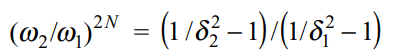 (ω₂/ω₁)²ᴺ = (1/δ₂² – 1)/(1/δ₁² – 1)